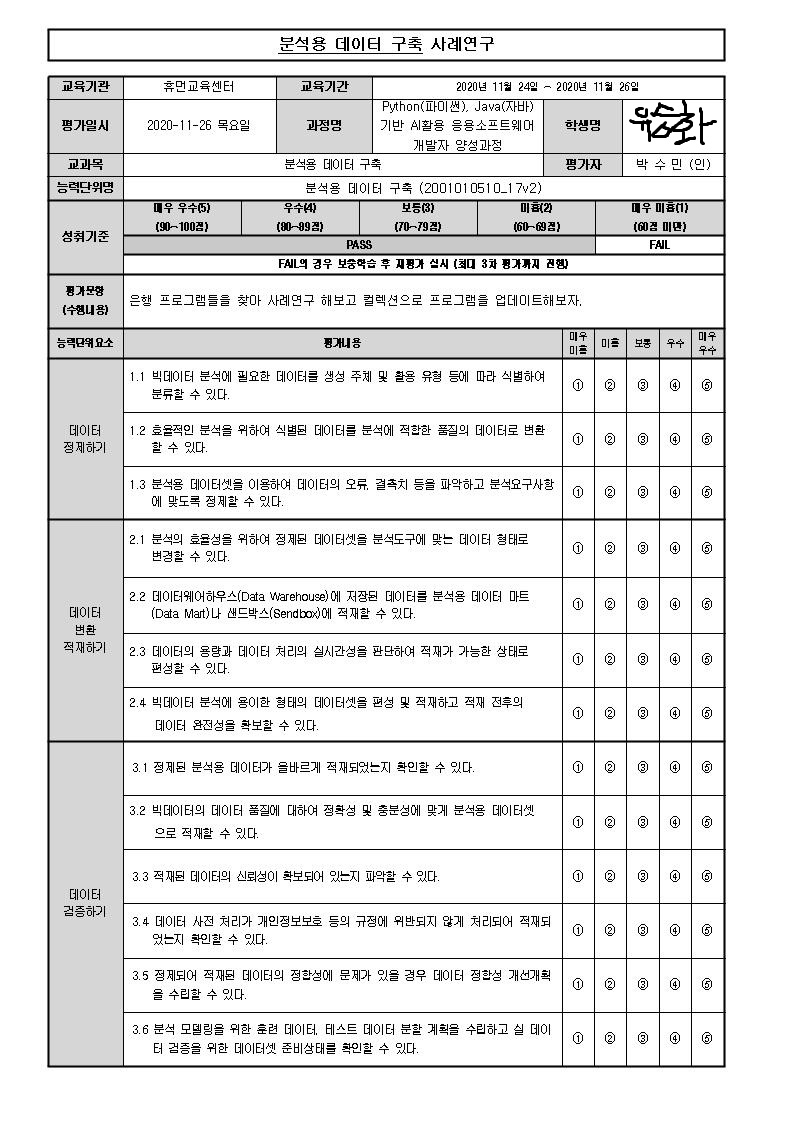 분석용 데이터 구축 사례연구
교육기관 휴먼교육센터 교육기간 2020년 11월 24일 ~ 2020년 11월 26일
평가일시 2020-11-26 목요일 과정명 Python(파이썬), Java(자바)
기반 AI활용 응용소프트웨어
개발자 양성과정 학생명
교과목 분석용 데이터 구축 평가자 박 수 민 (인)
능력단위명 분석용 데이터 구축 (2001010510_17v2)
성취기준 매우 우수(5) 우수(4) 보통(3) 미흡(2) 매우 미흡(1)
(90~100점) (80~89점) (70~79점) (60~69점) (60점 미만)
PASS FAIL
FAIL의 경우 보충학습 후 재평가 실시 (최대 3차 평가까지 진행)
평가문항
(수행내용) 은행 프로그램들을 찾아 사례연구 해보고 컬렉션으로 프로그램을 업데이트해보자.
능력단위요소 평가내용 매우
미흡 미흡 보통 우수 매우
우수
데이터
정제하기
1.1 빅데이터 분석에 필요한 데이터를 생성 주체 및 활용 유형 등에 따라 식별하여
분류할 수 있다. ① ② ③ ④ ⑤
1.2 효율적인 분석을 위하여 식별된 데이터를 분석에 적합한 품질의 데이터로 변환
할 수 있다. ① ② ③ ④ ⑤
1.3 분석용 데이터셋을 이용하여 데이터의 오류, 결측치 등을 파악하고 분석요구사항
에 맞도록 정제할 수 있다. ① ② ③ ④ ⑤
데이터
변환
적재하기
2.1 분석의 효율성을 위하여 정제된 데이터셋을 분석도구에 맞는 데이터 형태로
변경할 수 있다. ① ② ③ ④ ⑤
2.2 데이터웨어하우스(Data Warehouse)에 저장된 데이터를 분석용 데이터 마트
(Data Mart)나 샌드박스(Sendbox)에 적재할 수 있다. ① ② ③ ④ ⑤
2.3 데이터의 용량과 데이터 처리의 실시간성을 판단하여 적재가 가능한 상태로
편성할 수 있다. ① ② ③ ④ ⑤
2.4 빅데이터 분석에 용이한 형태의 데이터셋을 편성 및 적재하고 적재 전후의
데이터 완전성을 확보할 수 있다. ① ② ③ ④ ⑤
데이터
검증하기
3.1 정제된 분석용 데이터가 올바르게 적재되었는지 확인할 수 있다. ① ② ③ ④ ⑤
3.2 빅데이터의 데이터 품질에 대하여 정확성 및 충분성에 맞게 분석용 데이터셋
으로 적재할 수 있다. ① ② ③ ④ ⑤
3.3 적재된 데이터의 신뢰성이 확보되어 있는지 파악할 수 있다. ① ② ③ ④ ⑤
3.4 데이터 사전 처리가 개인정보보호 등의 규정에 위반되지 않게 처리되어 적재되
었는지 확인할 수 있다. ① ② ③ ④ ⑤
3.5 정제되어 적재된 데이터의 정합성에 문제가 있을 경우 데이터 정합성 개선계획
을 수립할 수 있다. ① ② ③ ④ ⑤
3.6 분석 모델링을 위한 훈련 데이터, 테스트 데이터 분할 계획을 수립하고 실 데이
터 검증을 위한 데이터셋 준비상태를 확인할 수 있다. ① ② ③ ④ ⑤